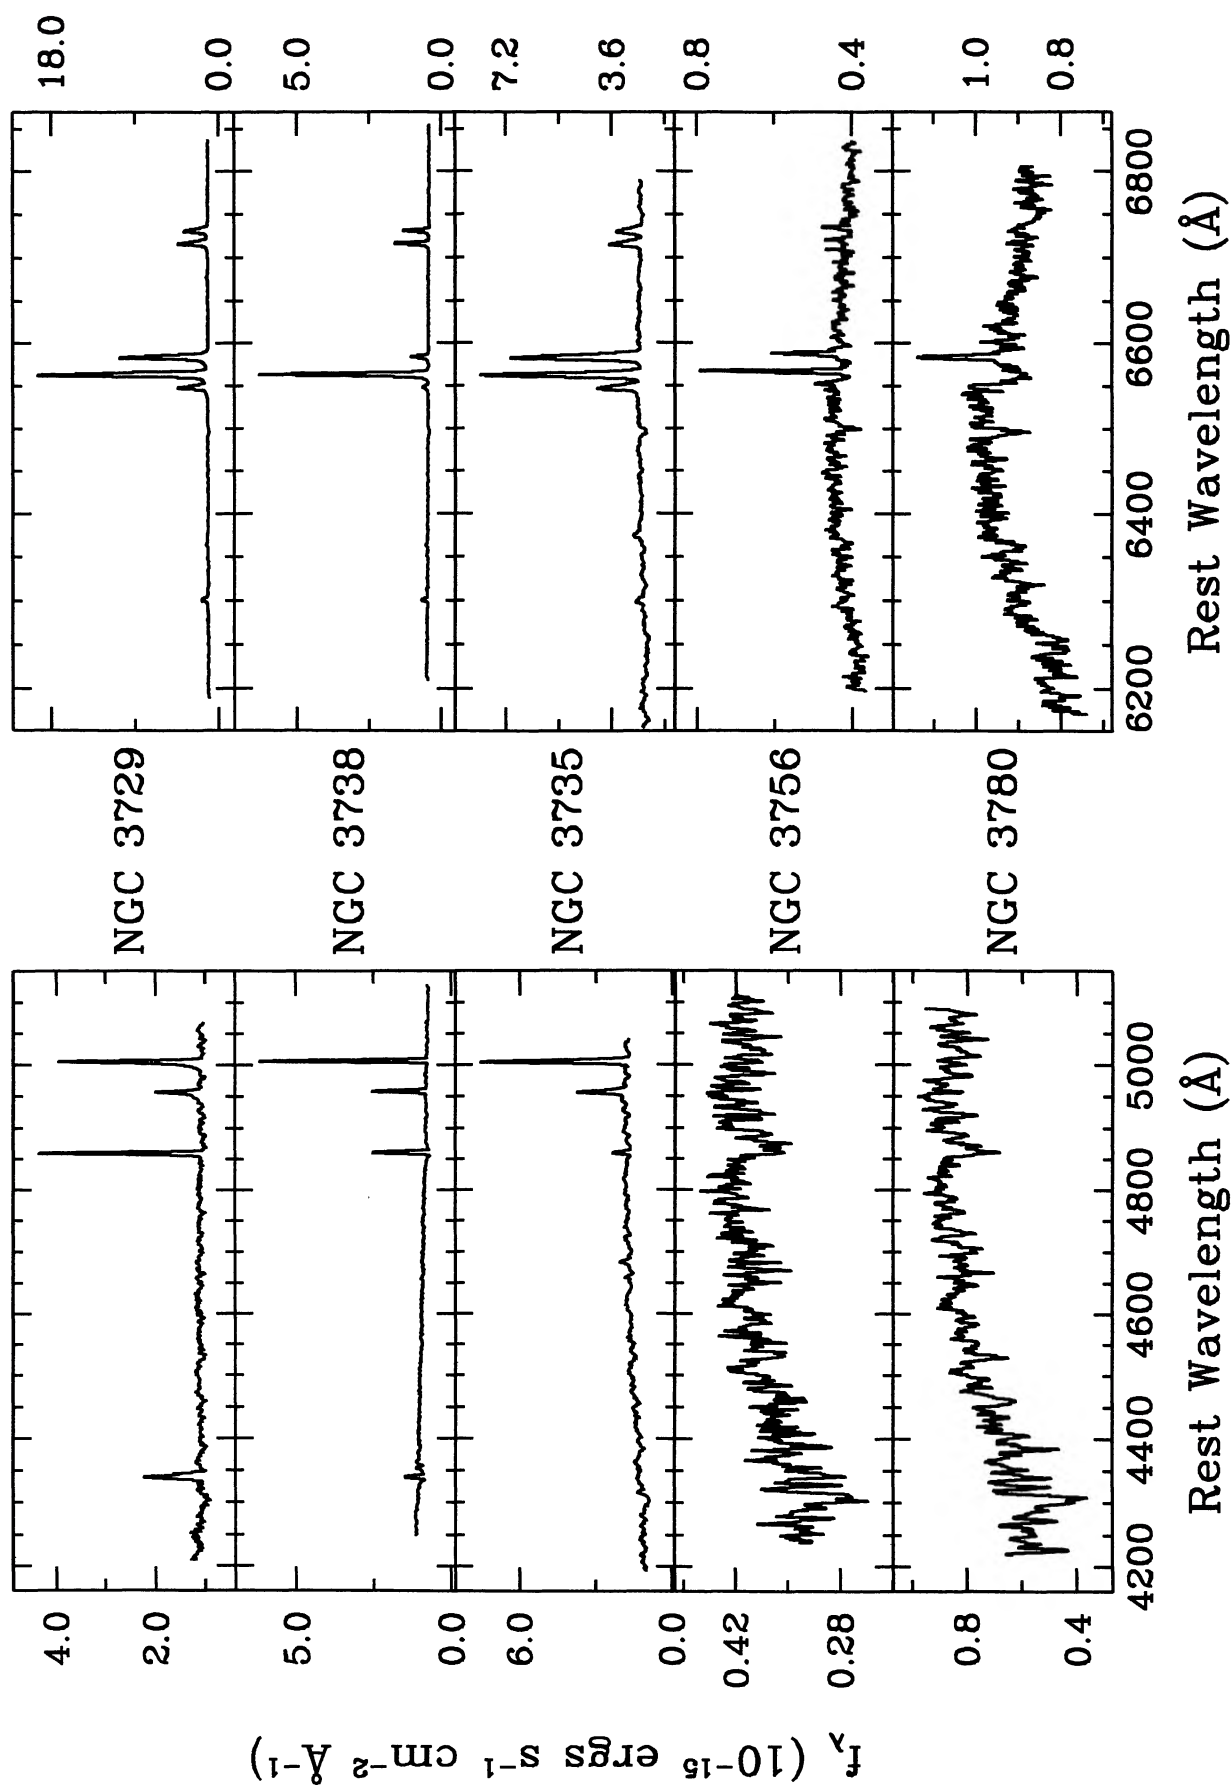 f_λ (10⁻¹⁵ ergs s⁻¹ cm⁻² Å⁻¹)
4.0
2.0
NGC 3729
18.0
0.0
5.0
0.0
NGC 3738
5.0
0.0
6.0
0.0
NGC 3735
7.2
3.6
0.42
0.28
NGC 3756
0.8
0.4
0.8
0.4
NGC 3780
1.0
0.8
4200 4400 4600 4800 5000
6200 6400 6600 6800
Rest Wavelength (Å)
Rest Wavelength (Å)